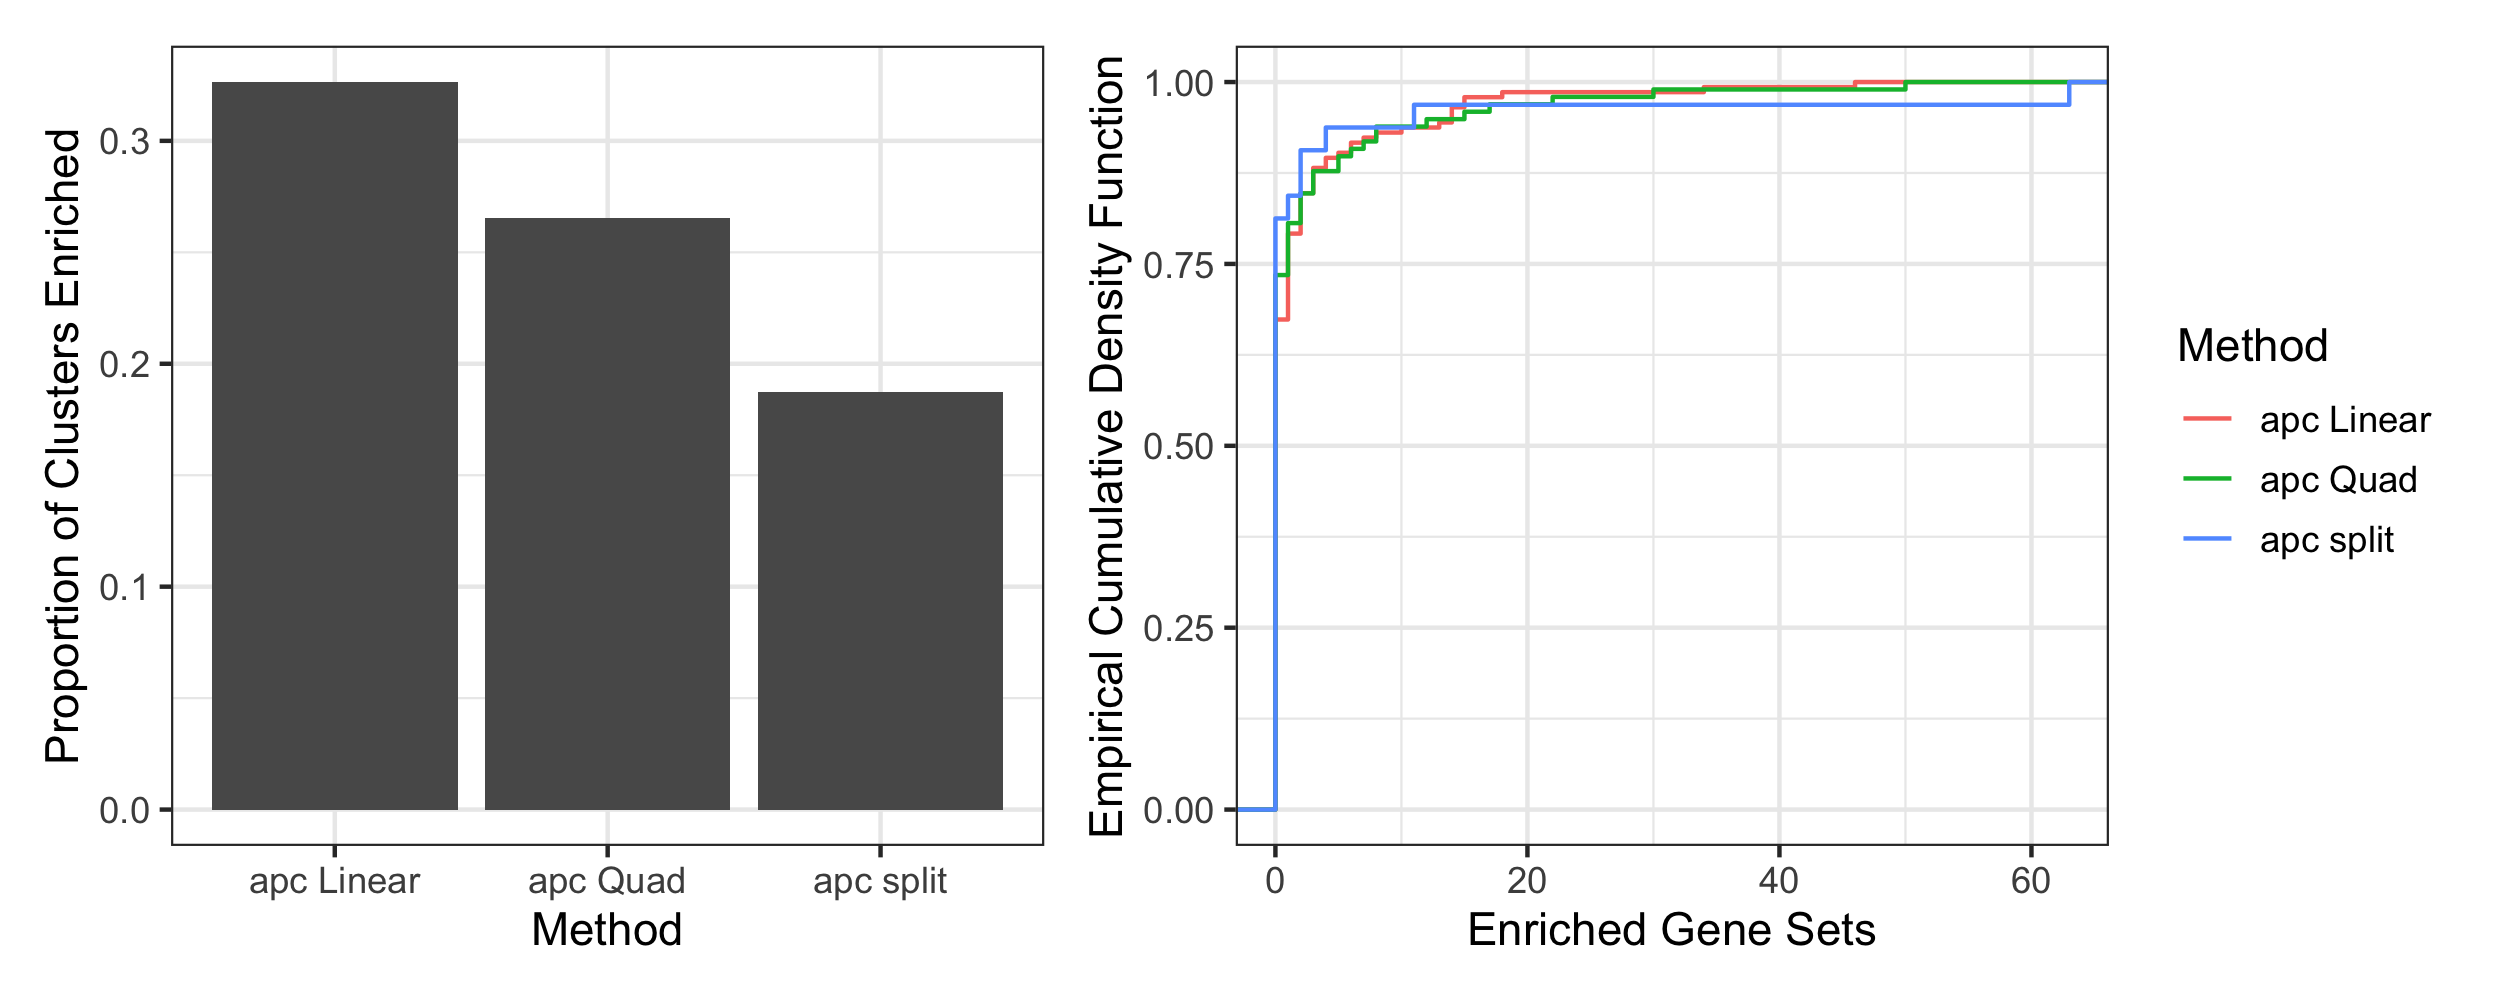 Proportion of Clusters Enriched
0.3
0.2
0.1
0.0
apc Linear
apc Quad
apc split
Method
Empirical Cumulative Density Function
1.00
0.75
0.50
0.25
0.00
0
20
40
60
Enriched Gene Sets
Method
apc Linear
apc Quad
apc split